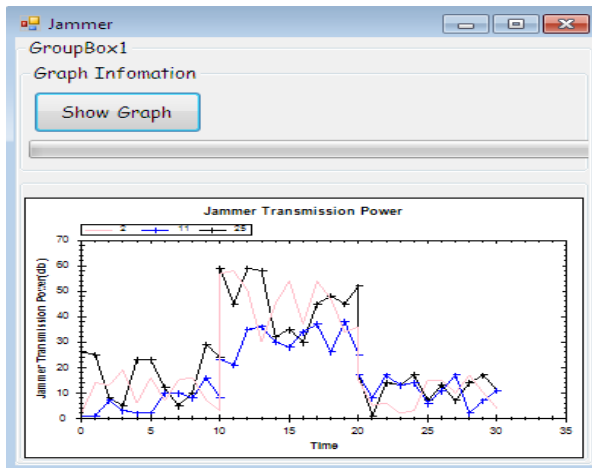 Jammer
GroupBox1
Graph Infomation
Show Graph
Jammer Transmission Power
2 11 25
Jammer Transmission Power(db)
70
60
50
40
30
20
10
0
0 5 10 15 20 25 30 35
Time